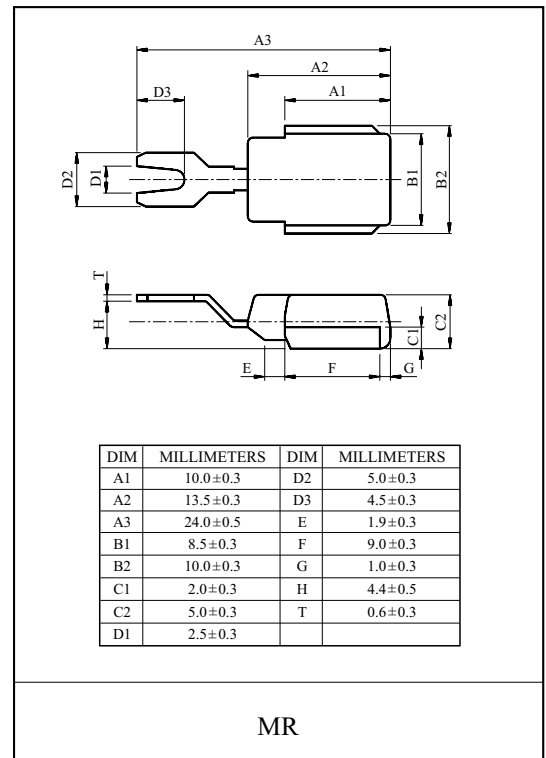 A3
A2
D3 A1
D2 D1 B1 B2
T
H C1 C2
E F G
DIM MILLIMETERS DIM MILLIMETERS
A1 10.0±0.3 D2 5.0±0.3
A2 13.5±0.3 D3 4.5±0.3
A3 24.0±0.5 E 1.9±0.3
B1 8.5±0.3 F 9.0±0.3
B2 10.0±0.3 G 1.0±0.3
C1 2.0±0.3 H 4.4±0.5
C2 5.0±0.3 T 0.6±0.3
D1 2.5±0.3
MR